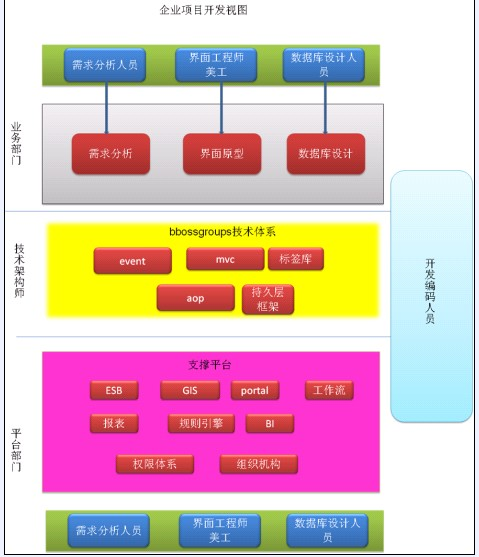 企业项目开发视图
需求分析人员
界面工程师
美工
数据库设计人
员
业务部门
需求分析
界面原型
数据库设计
技术架构师
bbossgroups技术体系
event
mvc
标签库
aop
持久层
框架
开发编码人员
平台部门
支撑平台
ESB
GIS
portal
工作流
报表
规则引擎
BI
权限体系
组织机构
需求分析人员
界面工程师
美工
数据库设计人
员